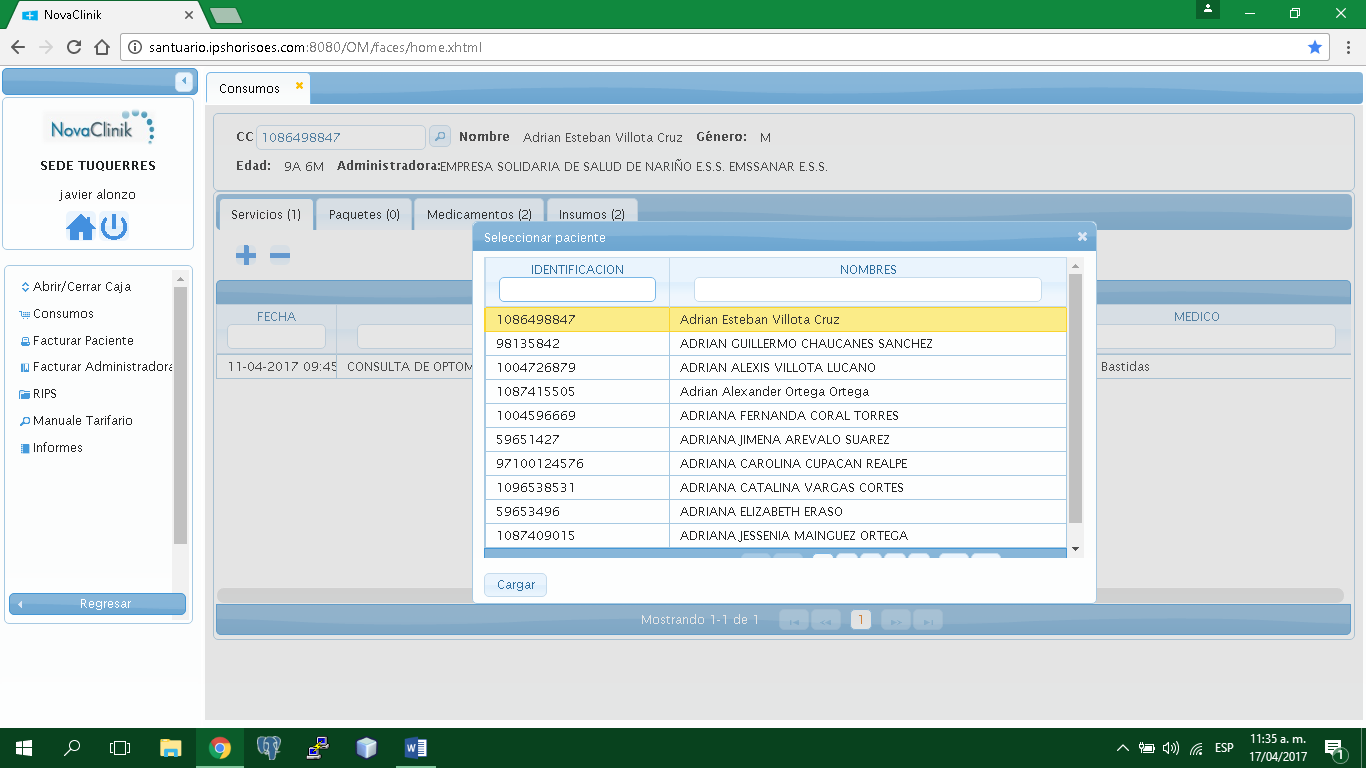 NovaClinik
santuario.ipshorisoes.com:8080/OM/faces/home.xhtml
Consumos
NovaClinik
SEDE TUQUERRES
javier alonzo
Abrir/Cerrar Caja
Consumos
Facturar Paciente
Facturar Administradora
RIPS
Manuale Tarifario
Informes
Regresar
CC 1086498847 Nombre Adrian Esteban Villota Cruz Género: M
Edad: 9A 6M Administradora: EMPRESA SOLIDARIA DE SALUD DE NARIÑO E.S.S. EMSSANAR E.S.S.
Servicios (1) Paquetes (0) Medicamentos (2) Insumos (2)
FECHA MEDICO
11-04-2017 09:45 CONSULTA DE OPTOM Bastidas
Seleccionar paciente
IDENTIFICACION NOMBRES
1086498847 Adrian Esteban Villota Cruz
98135842 ADRIAN GUILLERMO CHAUCANES SANCHEZ
1004726879 ADRIAN ALEXIS VILLOTA LUCANO
1087415505 Adrian Alexander Ortega Ortega
1004596669 ADRIANA FERNANDA CORAL TORRES
59651427 ADRIANA JIMENA AREVALO SUAREZ
97100124576 ADRIANA CAROLINA CUPACAN REALPE
1096538531 ADRIANA CATALINA VARGAS CORTES
59653496 ADRIANA ELIZABETH ERASO
1087409015 ADRIANA JESSENIA MAINGUEZ ORTEGA
Cargar
Mostrando 1-1 de 1 1
ESP
11:35 a. m.
17/04/2017
1